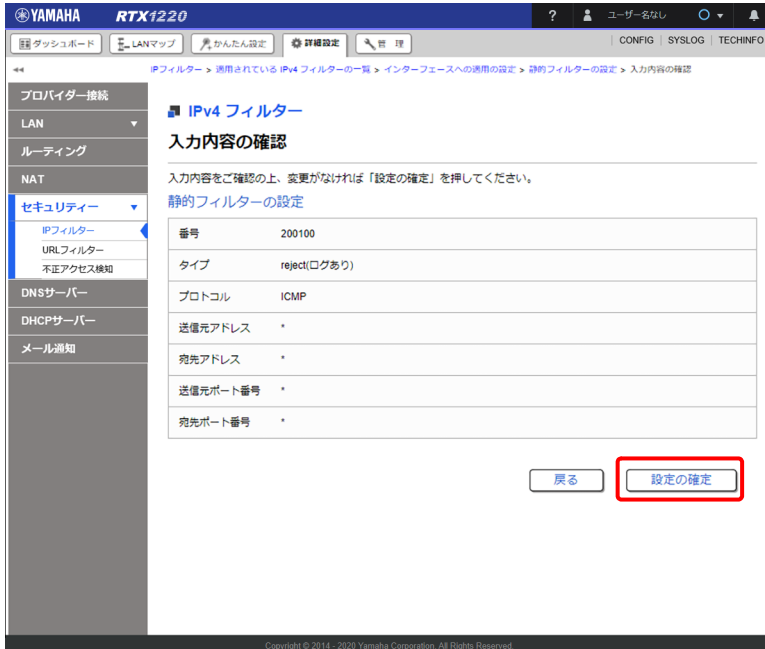 YAMAHA RTX1220 ? ユーザーなし
ダッシュボード LANマップ かんたん設定 詳細設定 管 理 CONFIG SYSLOG TECHINFO
IPフィルター > 適用されている IPv4 フィルターの一覧 > インターフェースへの適用の設定 > 静的フィルターの設定 > 入力内容の確認
プロバイダー接続
LAN
ルーティング
NAT
セキュリティー
IPフィルター
URLフィルター
不正アクセス検知
DNSサーバー
DHCPサーバー
メール通知
IPv4 フィルター
入力内容の確認
入力内容をご確認の上、変更がなければ「設定の確定」を押してください。
静的フィルターの設定
番号 200100
タイプ reject(ログあり)
プロトコル ICMP
送信元アドレス *
宛先アドレス *
送信元ポート番号 *
宛先ポート番号 *
戻る 設定の確定
Copyright © 2014 - 2020 Yamaha Corporation. All Rights Reserved.